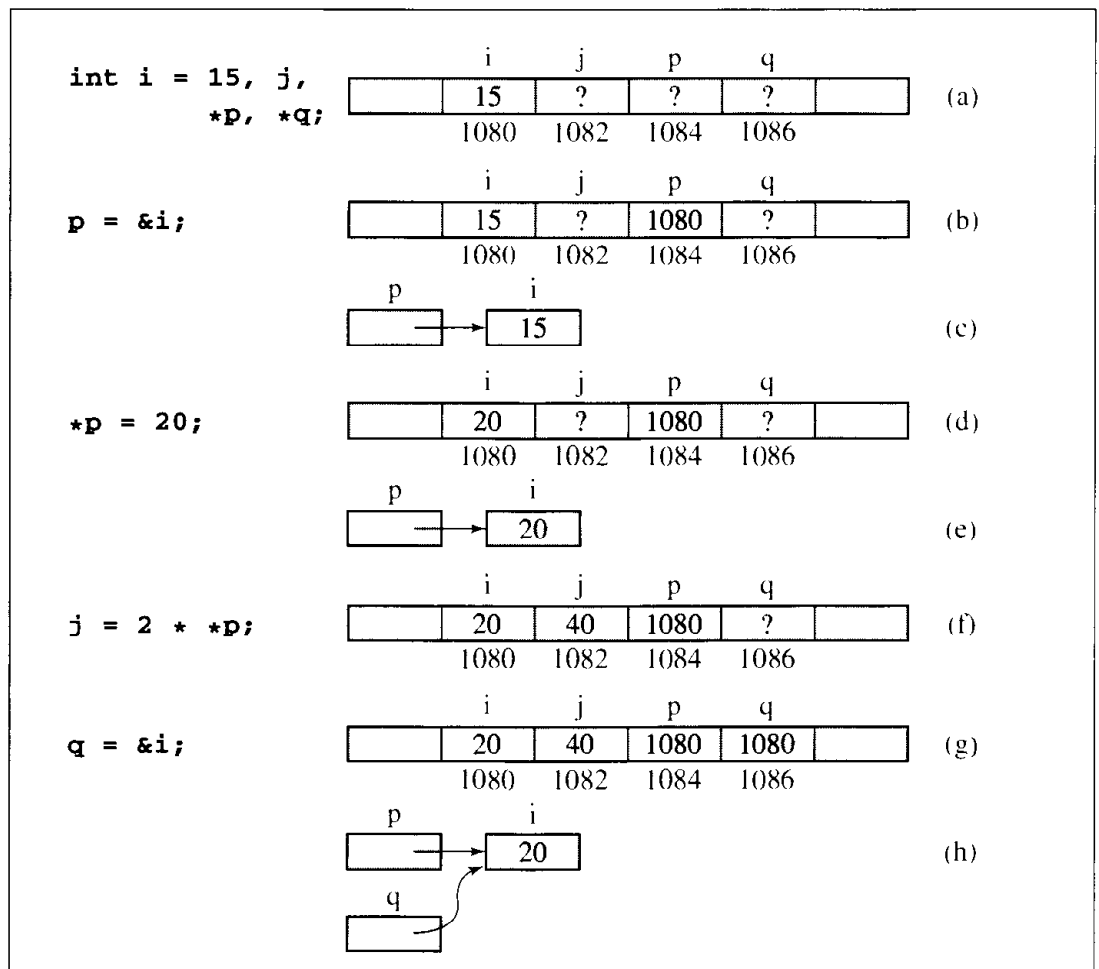 i j p q
int i = 15, j, 15 ? ? ? (a)
*p, *q;
1080 1082 1084 1086
i j p q
p = &i; 15 ? 1080 ? (b)
1080 1082 1084 1086
p i
15 (c)
i j p q
*p = 20; 20 ? 1080 ? (d)
1080 1082 1084 1086
p i
20 (e)
i j p q
j = 2 * *p; 20 40 1080 ? (f)
1080 1082 1084 1086
i j p q
q = &i; 20 40 1080 1080 (g)
1080 1082 1084 1086
p i
20 (h)
q